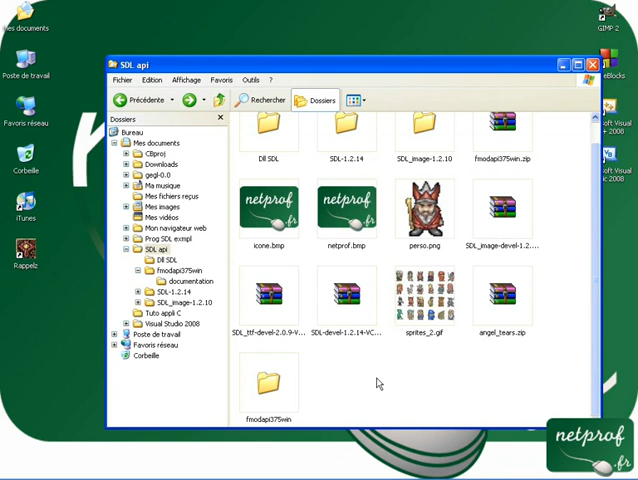 es documents
GIMP 2
Poste de travail
eBlocks
Favoris réseau
soft Visual
+ 2008
Corbeille
soft Visual
ic 2008
iTunes
Rappelz
SDL api
Fichier Edition Affichage Favoris Outils ?
Précédente Rechercher Dossiers
Dossiers
Bureau
Mes documents
CBproj
Downloads
gegl-0.0
Ma musique
Mes fichiers reçus
Mes images
Mes vidéos
Mon navigateur web
Prog SDL exmpl
SDL api
Dll SDL
fmodapi375win
documentation
SDL-1.2.14
SDL_image-1.2.10
Tuto appli C
Visual Studio 2008
Poste de travail
Favoris réseau
Corbeille
Dll SDL SDL-1.2.14 SDL_image-1.2.10 fmodapi375win.zip
netprof .fr netprof .fr
icone.bmp netprof.bmp perso.png SDL_image-devel-1.2....
SDL_ttf-devel-2.0.9-V... SDL-devel-1.2.14-VC... sprites_2.gif angel_tears.zip
fmodapi375win
netprof
.fr